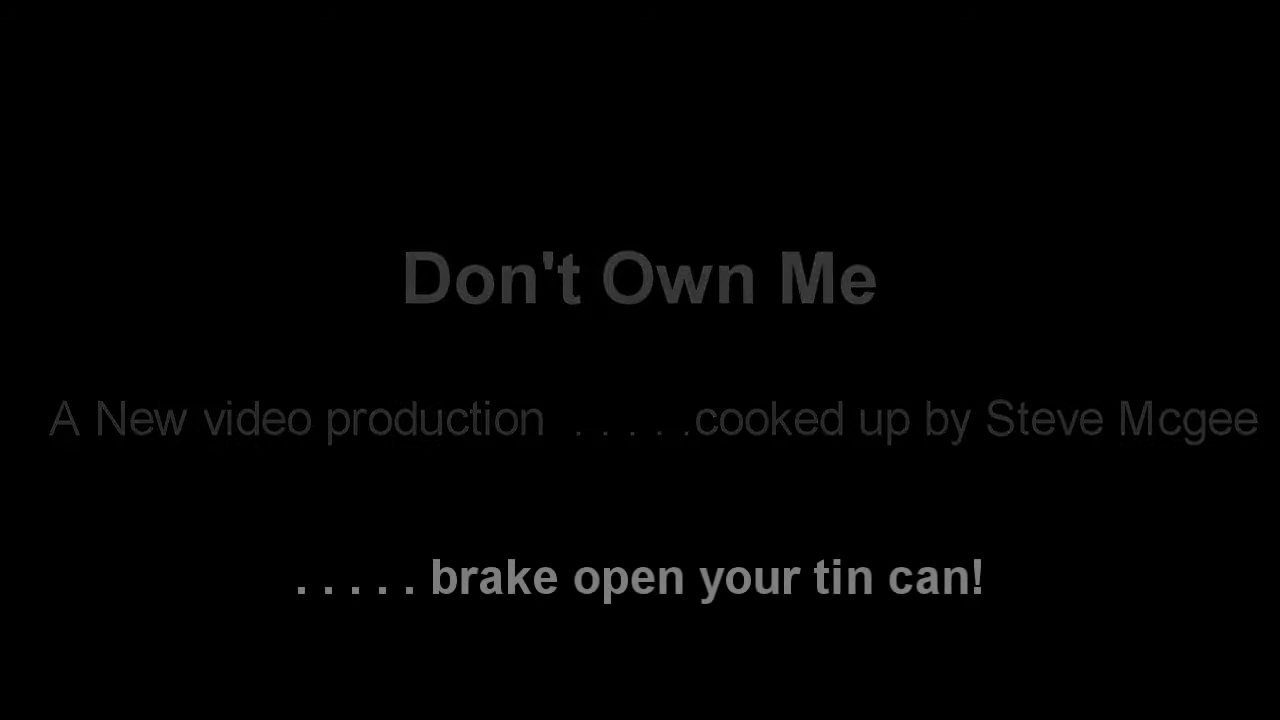 Don't Own Me
A New video production . . . . .cooked up by Steve Mcgee
. . . . . brake open your tin can!